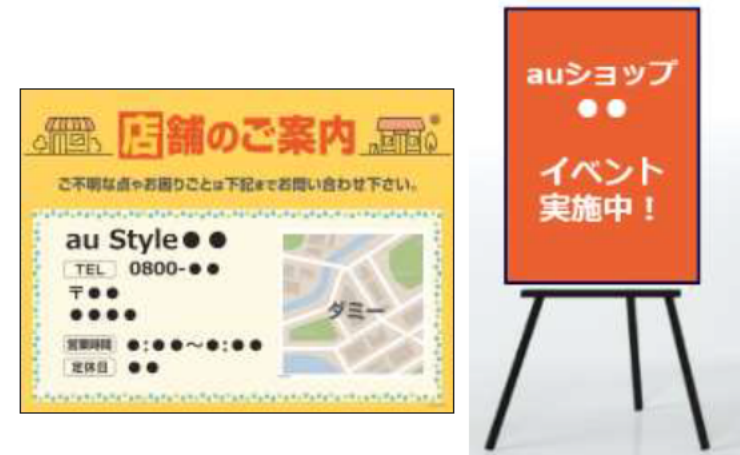 店舗のご案内
ご不明な点やお困りごとは下記までお問い合わせ下さい。
au Style●●
TEL 0800-●●
〒●●
●●●●
営業時間 ●:●●~●:●●
定休日 ●●
ダミー
auショップ
●●
イベント
実施中！